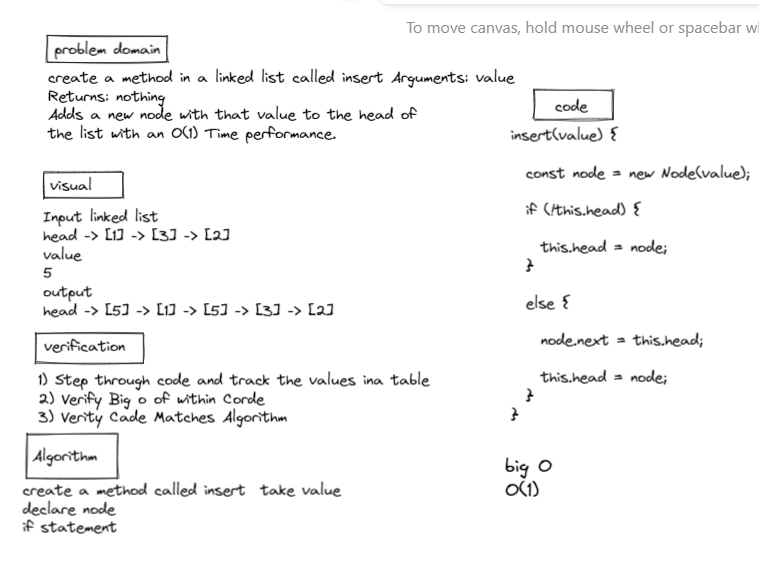 To move canvas, hold mouse wheel or spacebar wh
problem domain
create a method in a linked list called insert Arguments: value
Returns: nothing
Adds a new node with that value to the head of
the list with an O(1) Time performance.
visual
Input linked list
head -> [1] -> [3] -> [2]
value
5
output
head -> [5] -> [1] -> [5] -> [3] -> [2]
verification
1) Step through code and track the values ina table
2) Verify Big o of within Corde
3) Verity Cade Matches Algorithm
Algorithm
create a method called insert take value
declare node
if statement
code
insert(value) {
const node = new Node(value);
if (!this.head) {
this.head = node;
}
else {
node.next = this.head;
this.head = node;
}
}
big O
O(1)